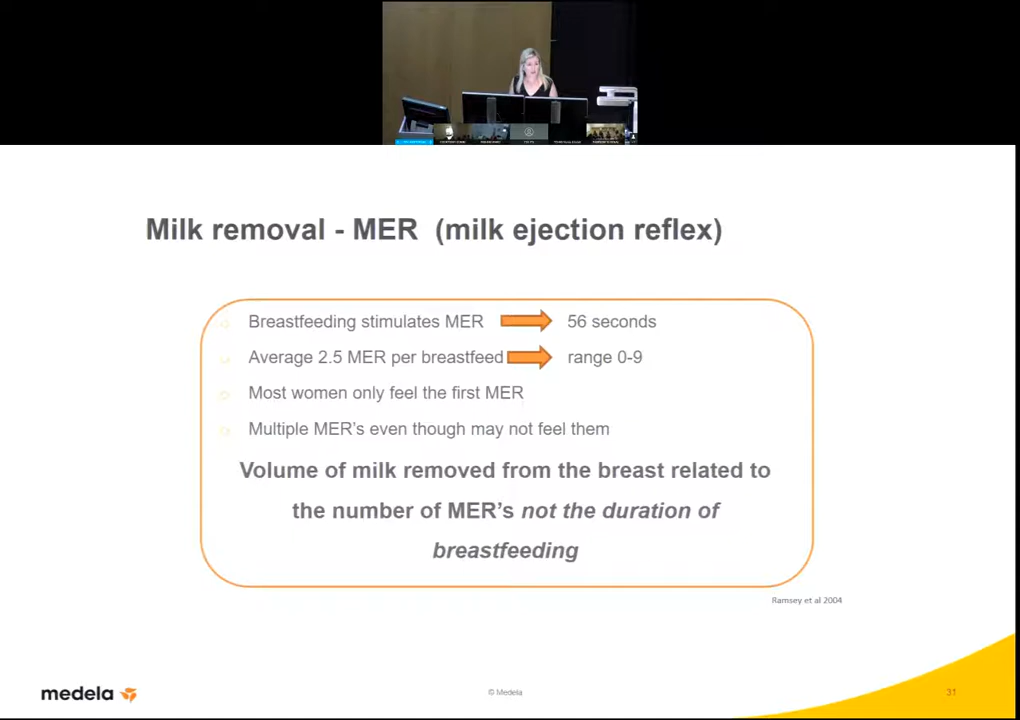 Milk removal - MER (milk ejection reflex)
Breastfeeding stimulates MER 56 seconds
Average 2.5 MER per breastfeed range 0-9
Most women only feel the first MER
Multiple MER's even though may not feel them
Volume of milk removed from the breast related to
the number of MER's not the duration of
breastfeeding
Ramsey et al 2004
medela
© Medela
31